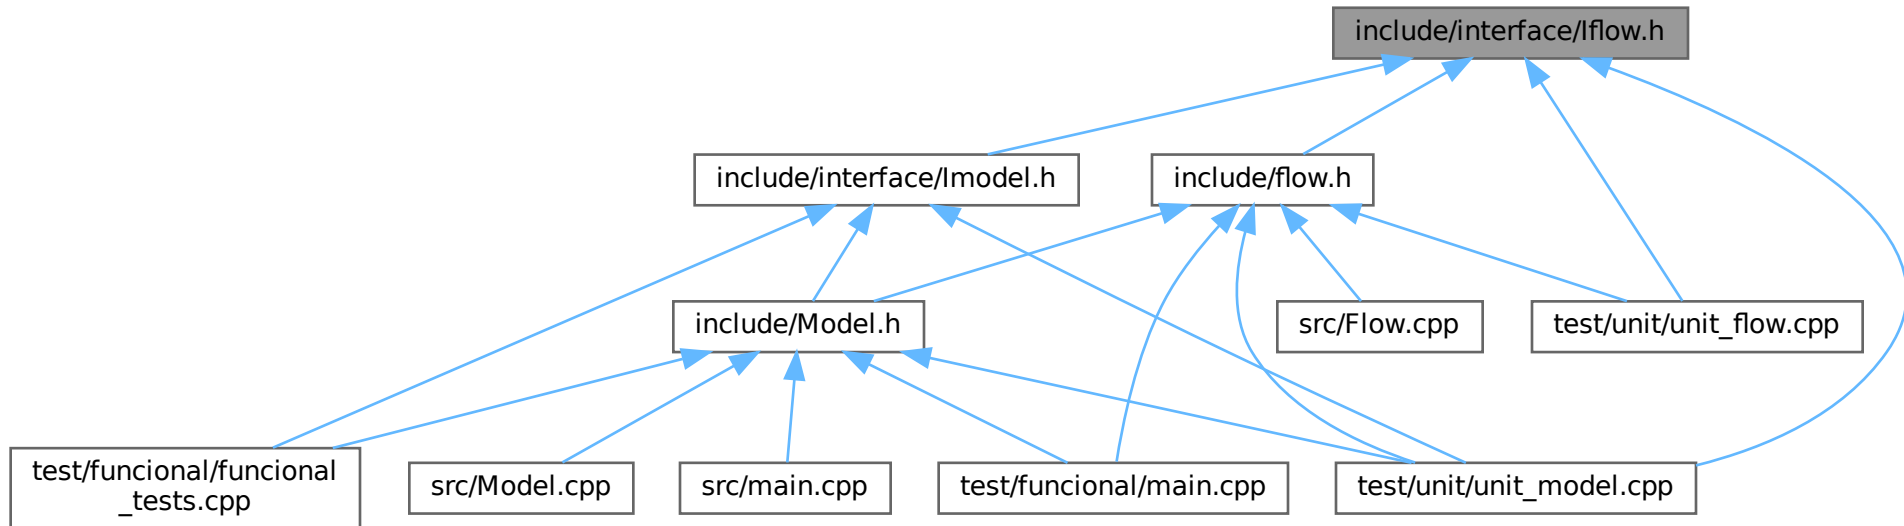 include/interface/Iflow.h
include/interface/Imodel.h
include/flow.h
include/Model.h
src/Flow.cpp
test/unit/unit_flow.cpp
test/funcional/funcional
_tests.cpp
src/Model.cpp
src/main.cpp
test/funcional/main.cpp
test/unit/unit_model.cpp